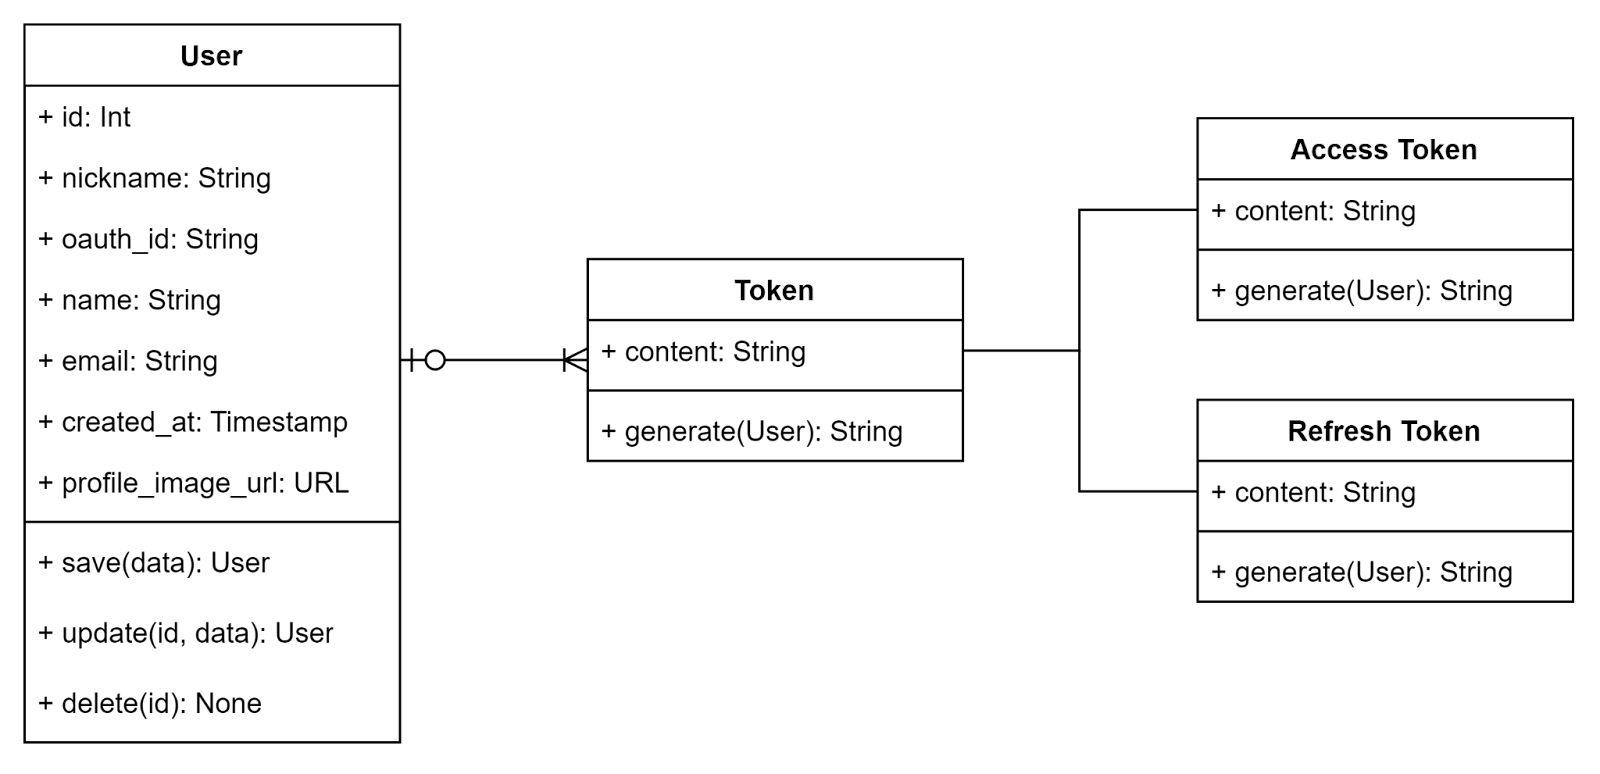 User
+ id: Int
+ nickname: String
+ oauth_id: String
+ name: String
+ email: String
+ created_at: Timestamp
+ profile_image_url: URL
+ save(data): User
+ update(id, data): User
+ delete(id): None
Token
+ content: String
+ generate(User): String
Access Token
+ content: String
+ generate(User): String
Refresh Token
+ content: String
+ generate(User): String